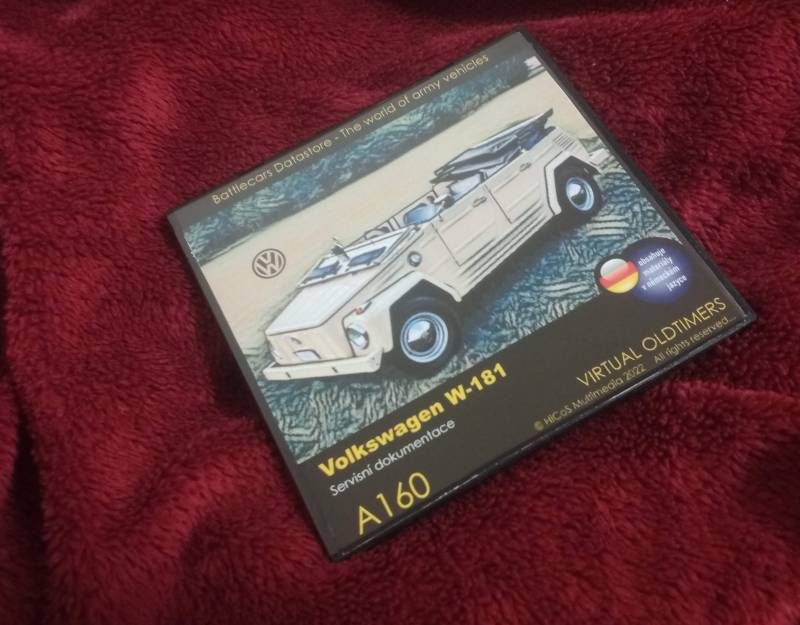 Battlecars Datastore - The world of army vehicles
obsahuje
materiály
v německém
jazyce
VIRTUAL OLDTIMERS
© HiCoS Multimedia 2022 All rights reserved...
Volkswagen W-181
Servisní dokumentace
A160